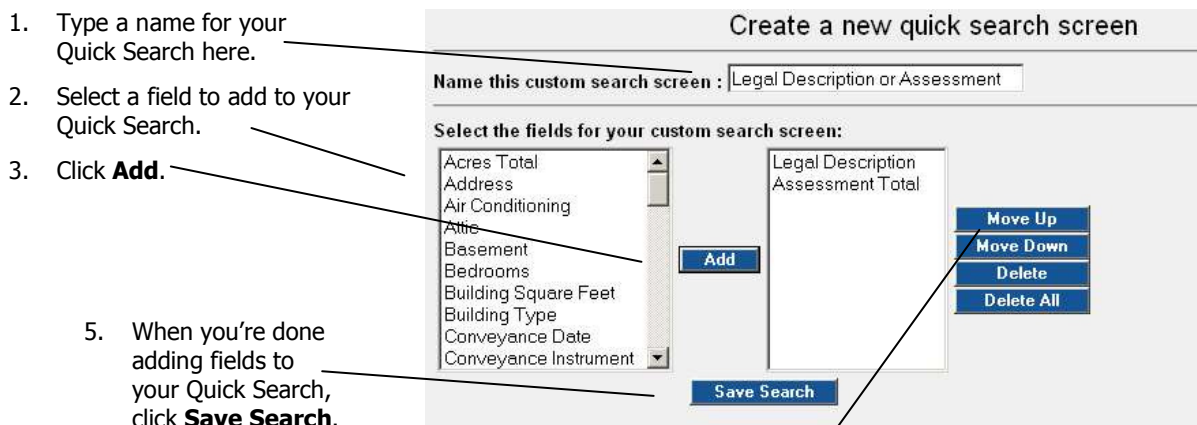 1. Type a name for your
Quick Search here.
2. Select a field to add to your
Quick Search.
3. Click Add.
5. When you're done
adding fields to
your Quick Search,
click Save Search.
Create a new quick search screen
Name this custom search screen : Legal Description or Assessment
Select the fields for your custom search screen:
Acres Total
Address
Air Conditioning
Attic
Basement
Bedrooms
Building Square Feet
Building Type
Conveyance Date
Conveyance Instrument
Add
Legal Description
Assessment Total
Move Up
Move Down
Delete
Delete All
Save Search